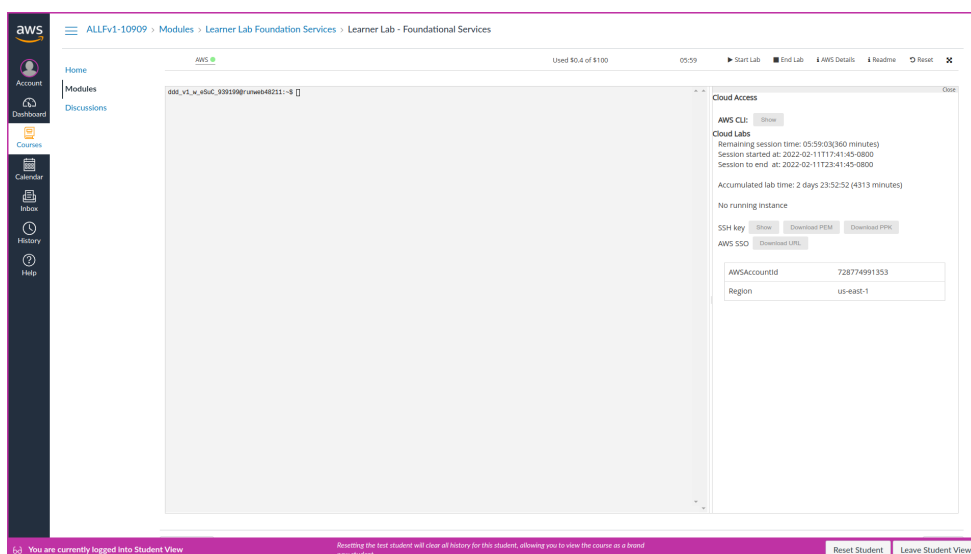 aws
ALLFv1-10909 > Modules > Learner Lab Foundation Services > Learner Lab - Foundational Services
Account
Dashboard
Courses
Calendar
Inbox
History
Help
Home
Modules
Discussions
AWS
Used $0.4 of $100
05:59
Start Lab
End Lab
AWS Details
Readme
Reset
ddd_v1_w_eSuC_939199@runweb48211:~$
Close
Cloud Access
AWS CLI: Show
Cloud Labs
Remaining session time: 05:59:03(360 minutes)
Session started at: 2022-02-11T17:41:45-0800
Session to end at: 2022-02-11T23:41:45-0800
Accumulated lab time: 2 days 23:52:52 (4313 minutes)
No running instance
SSH key Show Download PEM Download PPK
AWS SSO Download URL
AWSAccountId 728774991353
Region us-east-1
You are currently logged into Student View
Resetting the test student will clear all history for this student, allowing you to view the course as a brand
Reset Student
Leave Student View